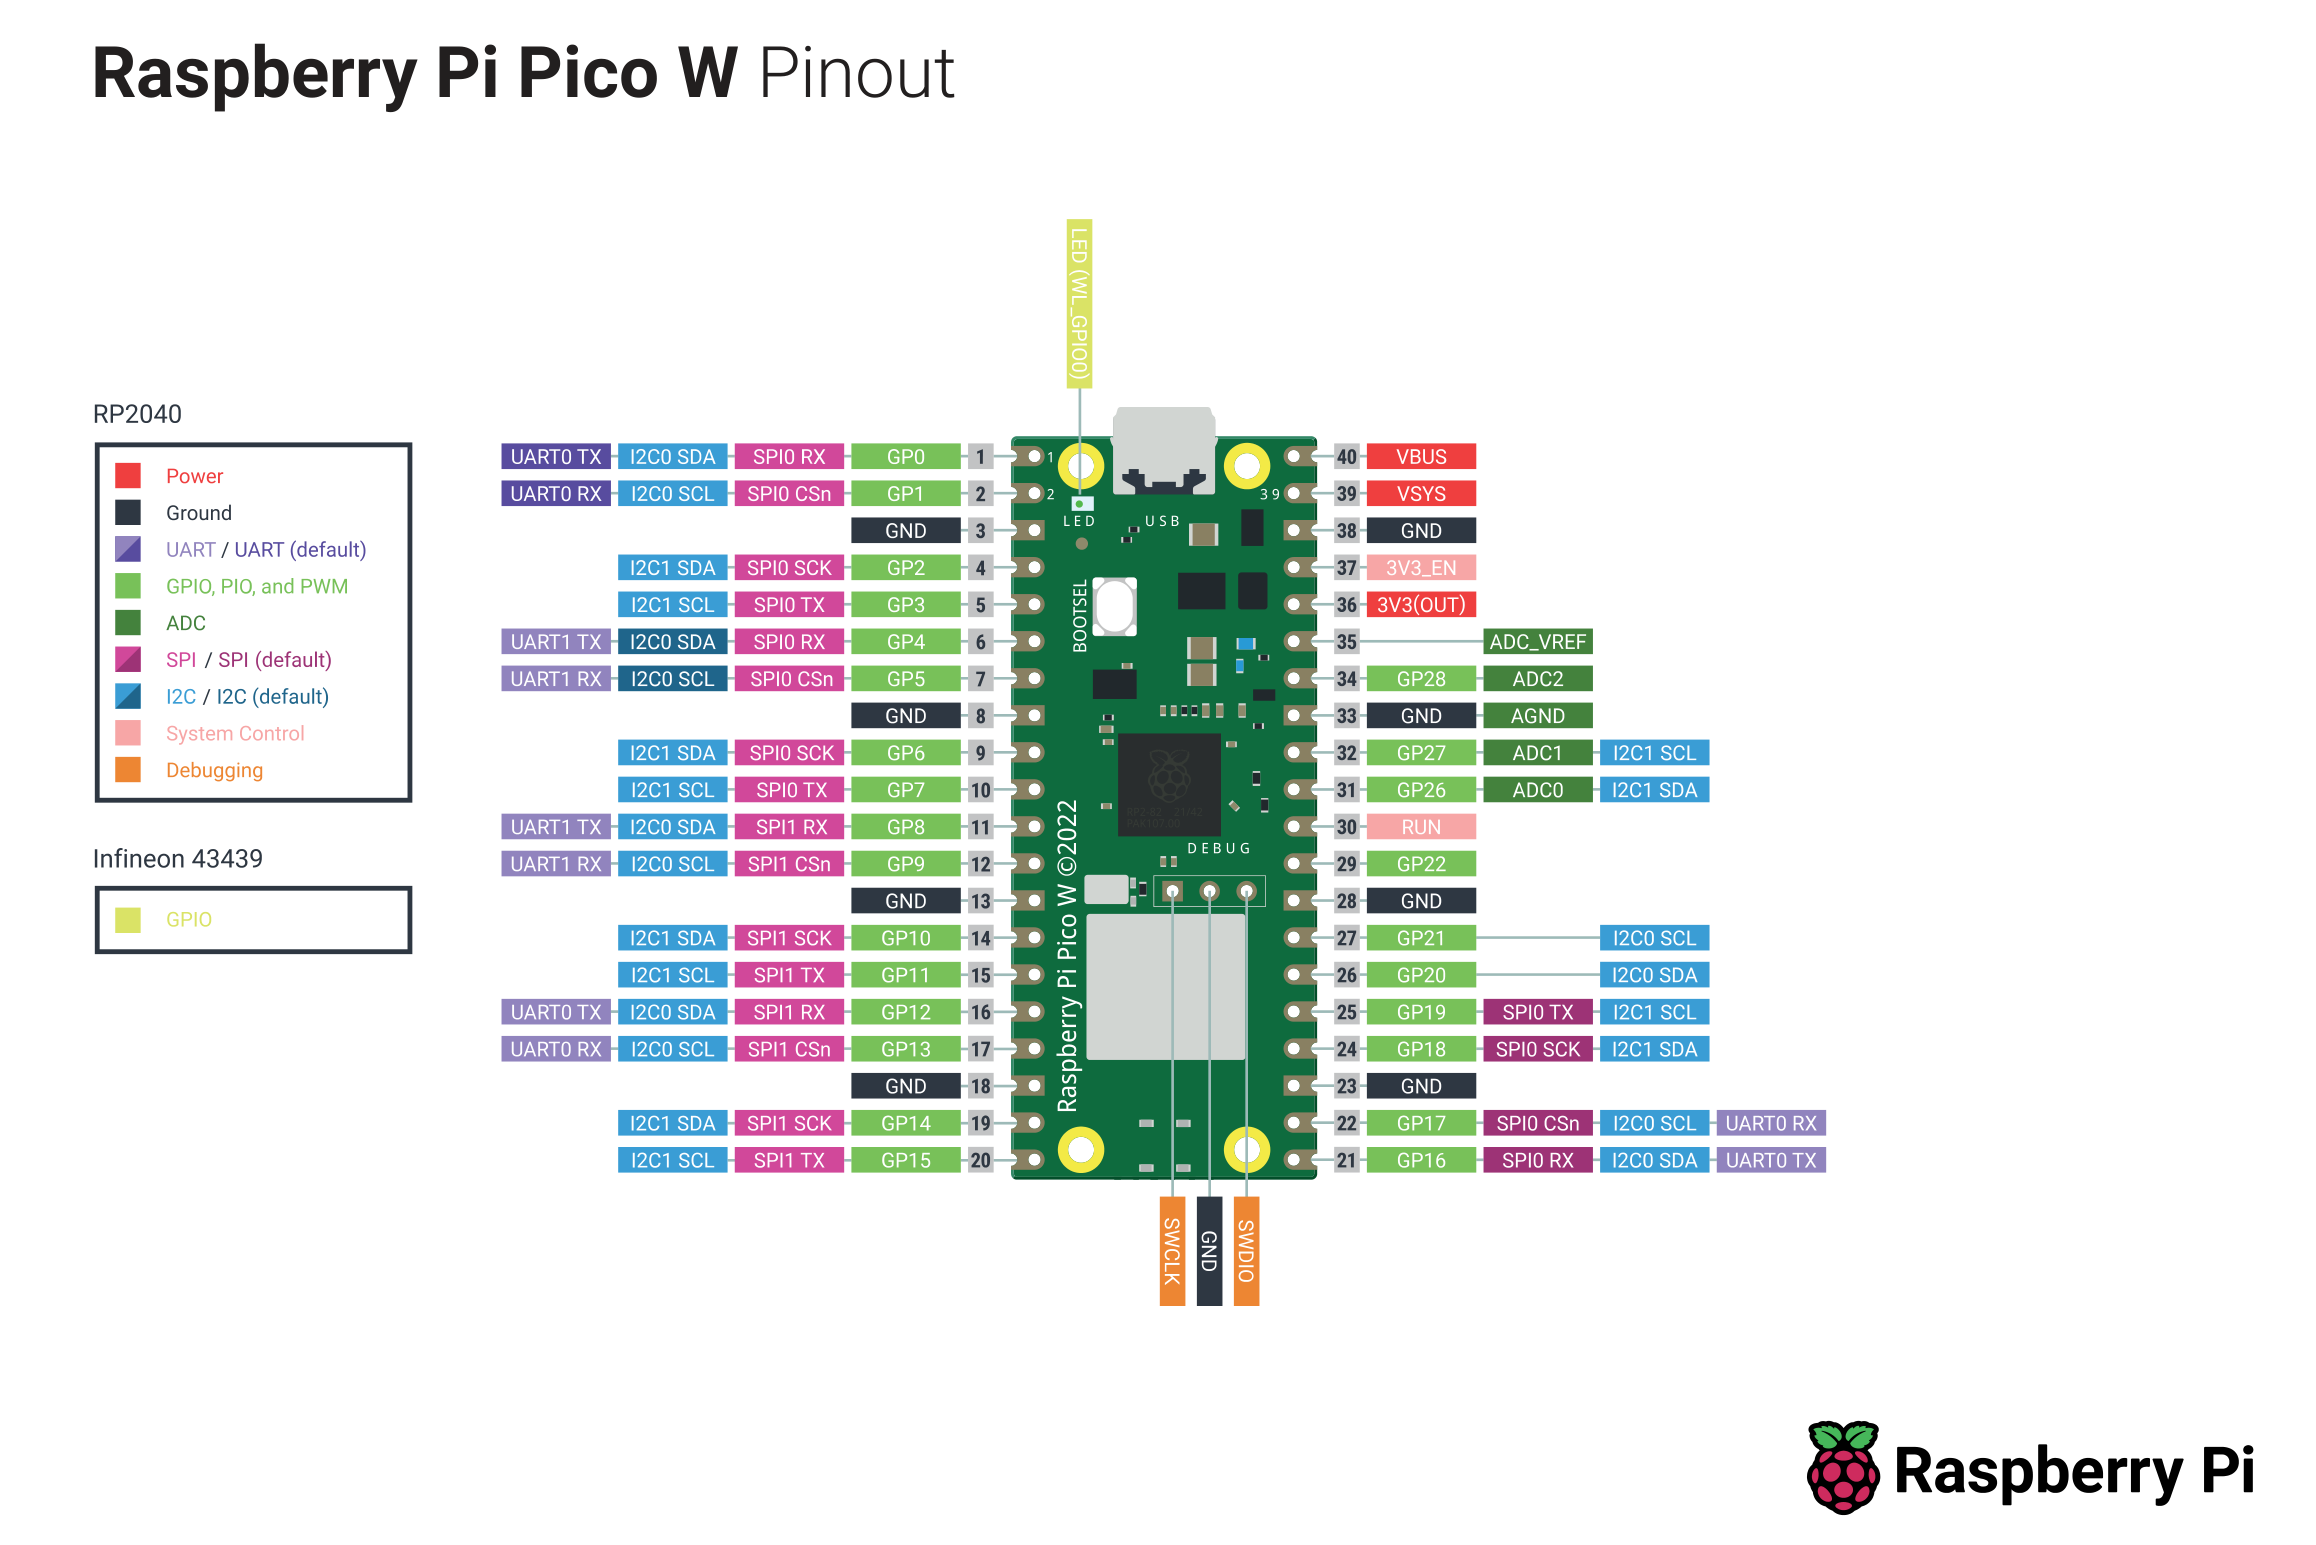 Raspberry Pi Pico W Pinout
LED (WL_GPIO0)
RP2040
Power
Ground
UART / UART (default)
GPIO, PIO, and PWM
ADC
SPI / SPI (default)
I2C / I2C (default)
System Control
Debugging
Infineon 43439
GPIO
UART0 TX I2C0 SDA SPI0 RX GP0 1
UART0 RX I2C0 SCL SPI0 CSn GP1 2
GND 3
I2C1 SDA SPI0 SCK GP2 4
I2C1 SCL SPI0 TX GP3 5
UART1 TX I2C0 SDA SPI0 RX GP4 6
UART1 RX I2C0 SCL SPI0 CSn GP5 7
GND 8
I2C1 SDA SPI0 SCK GP6 9
I2C1 SCL SPI0 TX GP7 10
UART1 TX I2C0 SDA SPI1 RX GP8 11
UART1 RX I2C0 SCL SPI1 CSn GP9 12
GND 13
I2C1 SDA SPI1 SCK GP10 14
I2C1 SCL SPI1 TX GP11 15
UART0 TX I2C0 SDA SPI1 RX GP12 16
UART0 RX I2C0 SCL SPI1 CSn GP13 17
GND 18
I2C1 SDA SPI1 SCK GP14 19
I2C1 SCL SPI1 TX GP15 20
1
2
39
LED
USB
BOOTSEL
DEBUG
Raspberry Pi Pico W ©2022
40 VBUS
39 VSYS
38 GND
37 3V3_EN
36 3V3(OUT)
35 ADC_VREF
34 GP28 ADC2
33 GND AGND
32 GP27 ADC1 I2C1 SCL
31 GP26 ADC0 I2C1 SDA
30 RUN
29 GP22
28 GND
27 GP21 I2C0 SCL
26 GP20 I2C0 SDA
25 GP19 SPI0 TX I2C1 SCL
24 GP18 SPI0 SCK I2C1 SDA
23 GND
22 GP17 SPI0 CSn I2C0 SCL UART0 RX
21 GP16 SPI0 RX I2C0 SDA UART0 TX
SWCLK
GND
SWDIO
Raspberry Pi